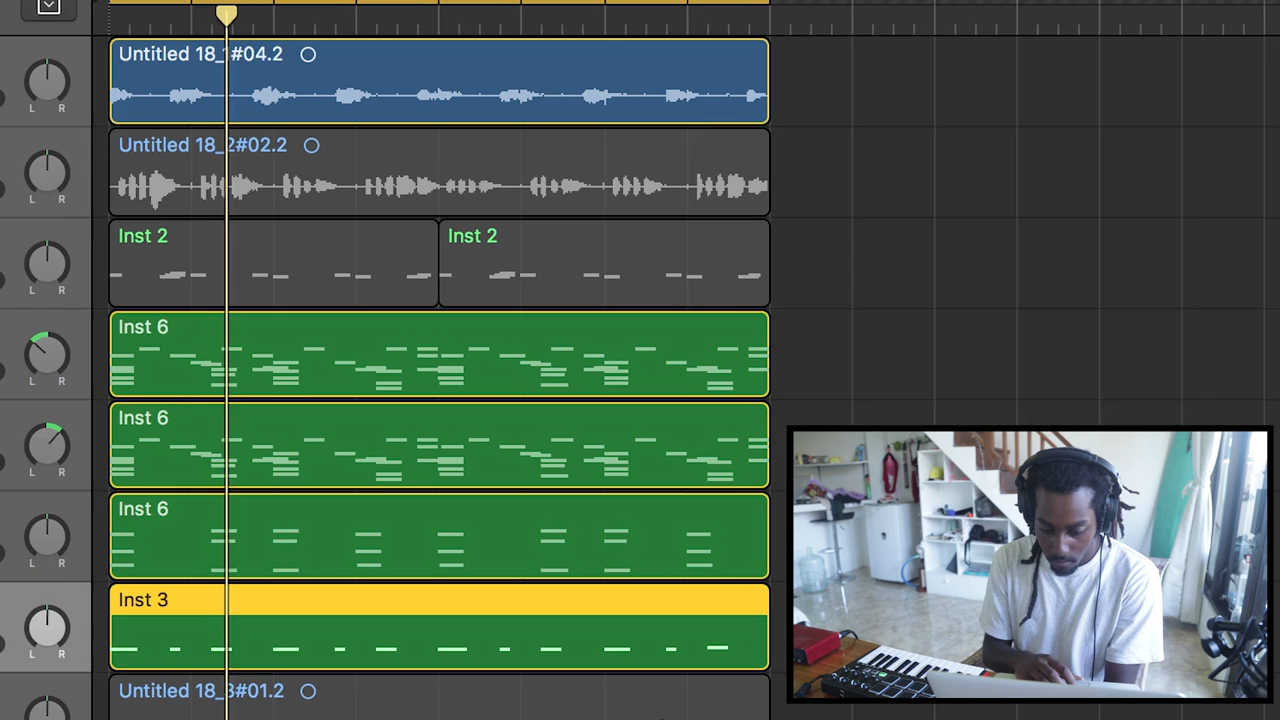 Untitled 18_1#04.2
L R
Untitled 18_2#02.2
L R
Inst 2 Inst 2
L R
Inst 6
L R
Inst 6
L R
Inst 6
L R
Inst 3
L R
Untitled 18_3#01.2